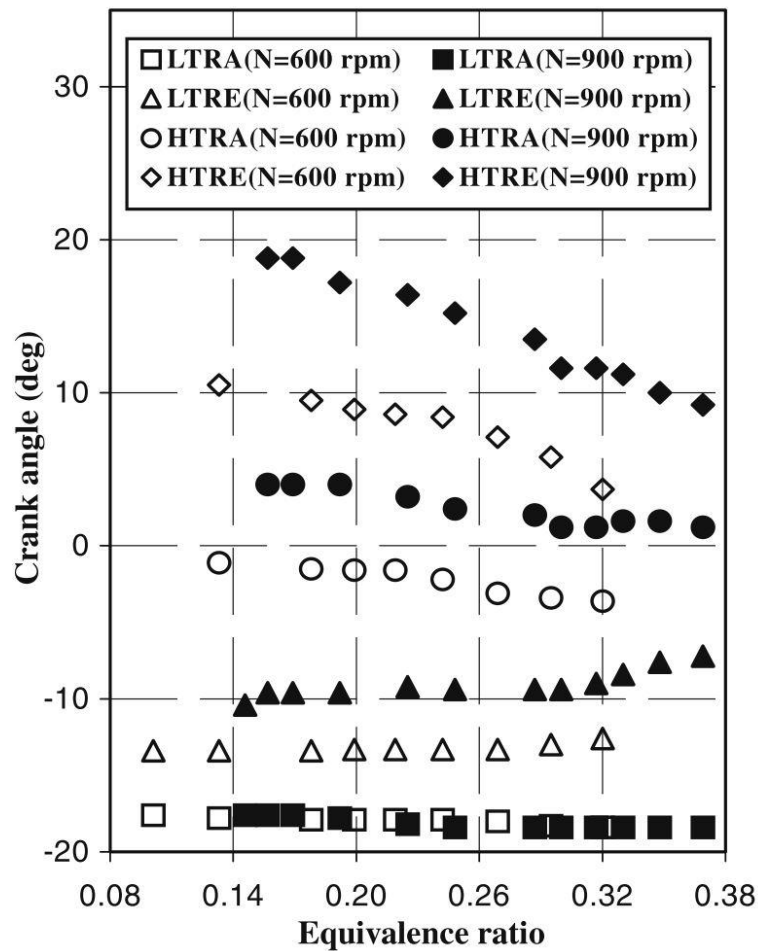 LTRA(N=600 rpm) LTRA(N=900 rpm)
LTRE(N=600 rpm) LTRE(N=900 rpm)
HTRA(N=600 rpm) HTRA(N=900 rpm)
HTRE(N=600 rpm) HTRE(N=900 rpm)
30
20
10
0
-10
-20
Crank angle (deg)
0.08 0.14 0.20 0.26 0.32 0.38
Equivalence ratio